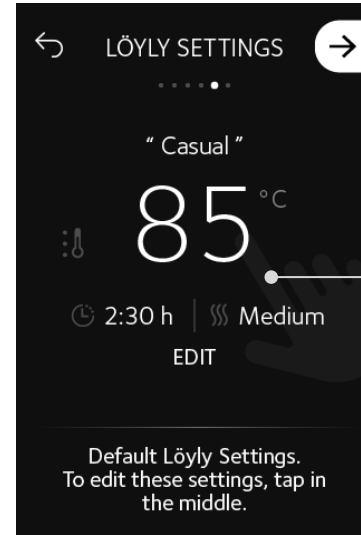 LÖYLY SETTINGS
“ Casual ”
85 °C
2:30 h Medium
EDIT
Default Löyly Settings.
To edit these settings, tap in
the middle.